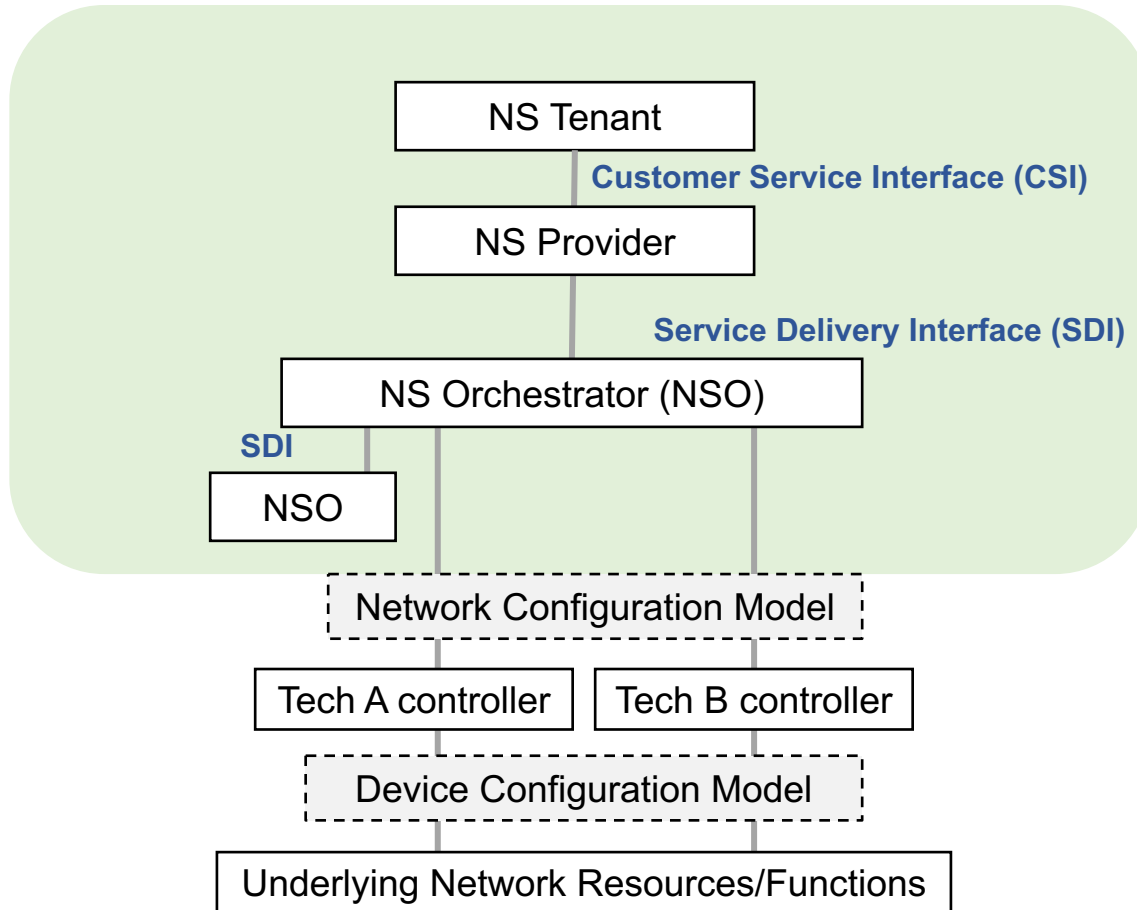 NS Tenant
Customer Service Interface (CSI)
NS Provider
Service Delivery Interface (SDI)
NS Orchestrator (NSO)
SDI
NSO
Network Configuration Model
Tech A controller
Tech B controller
Device Configuration Model
Underlying Network Resources/Functions